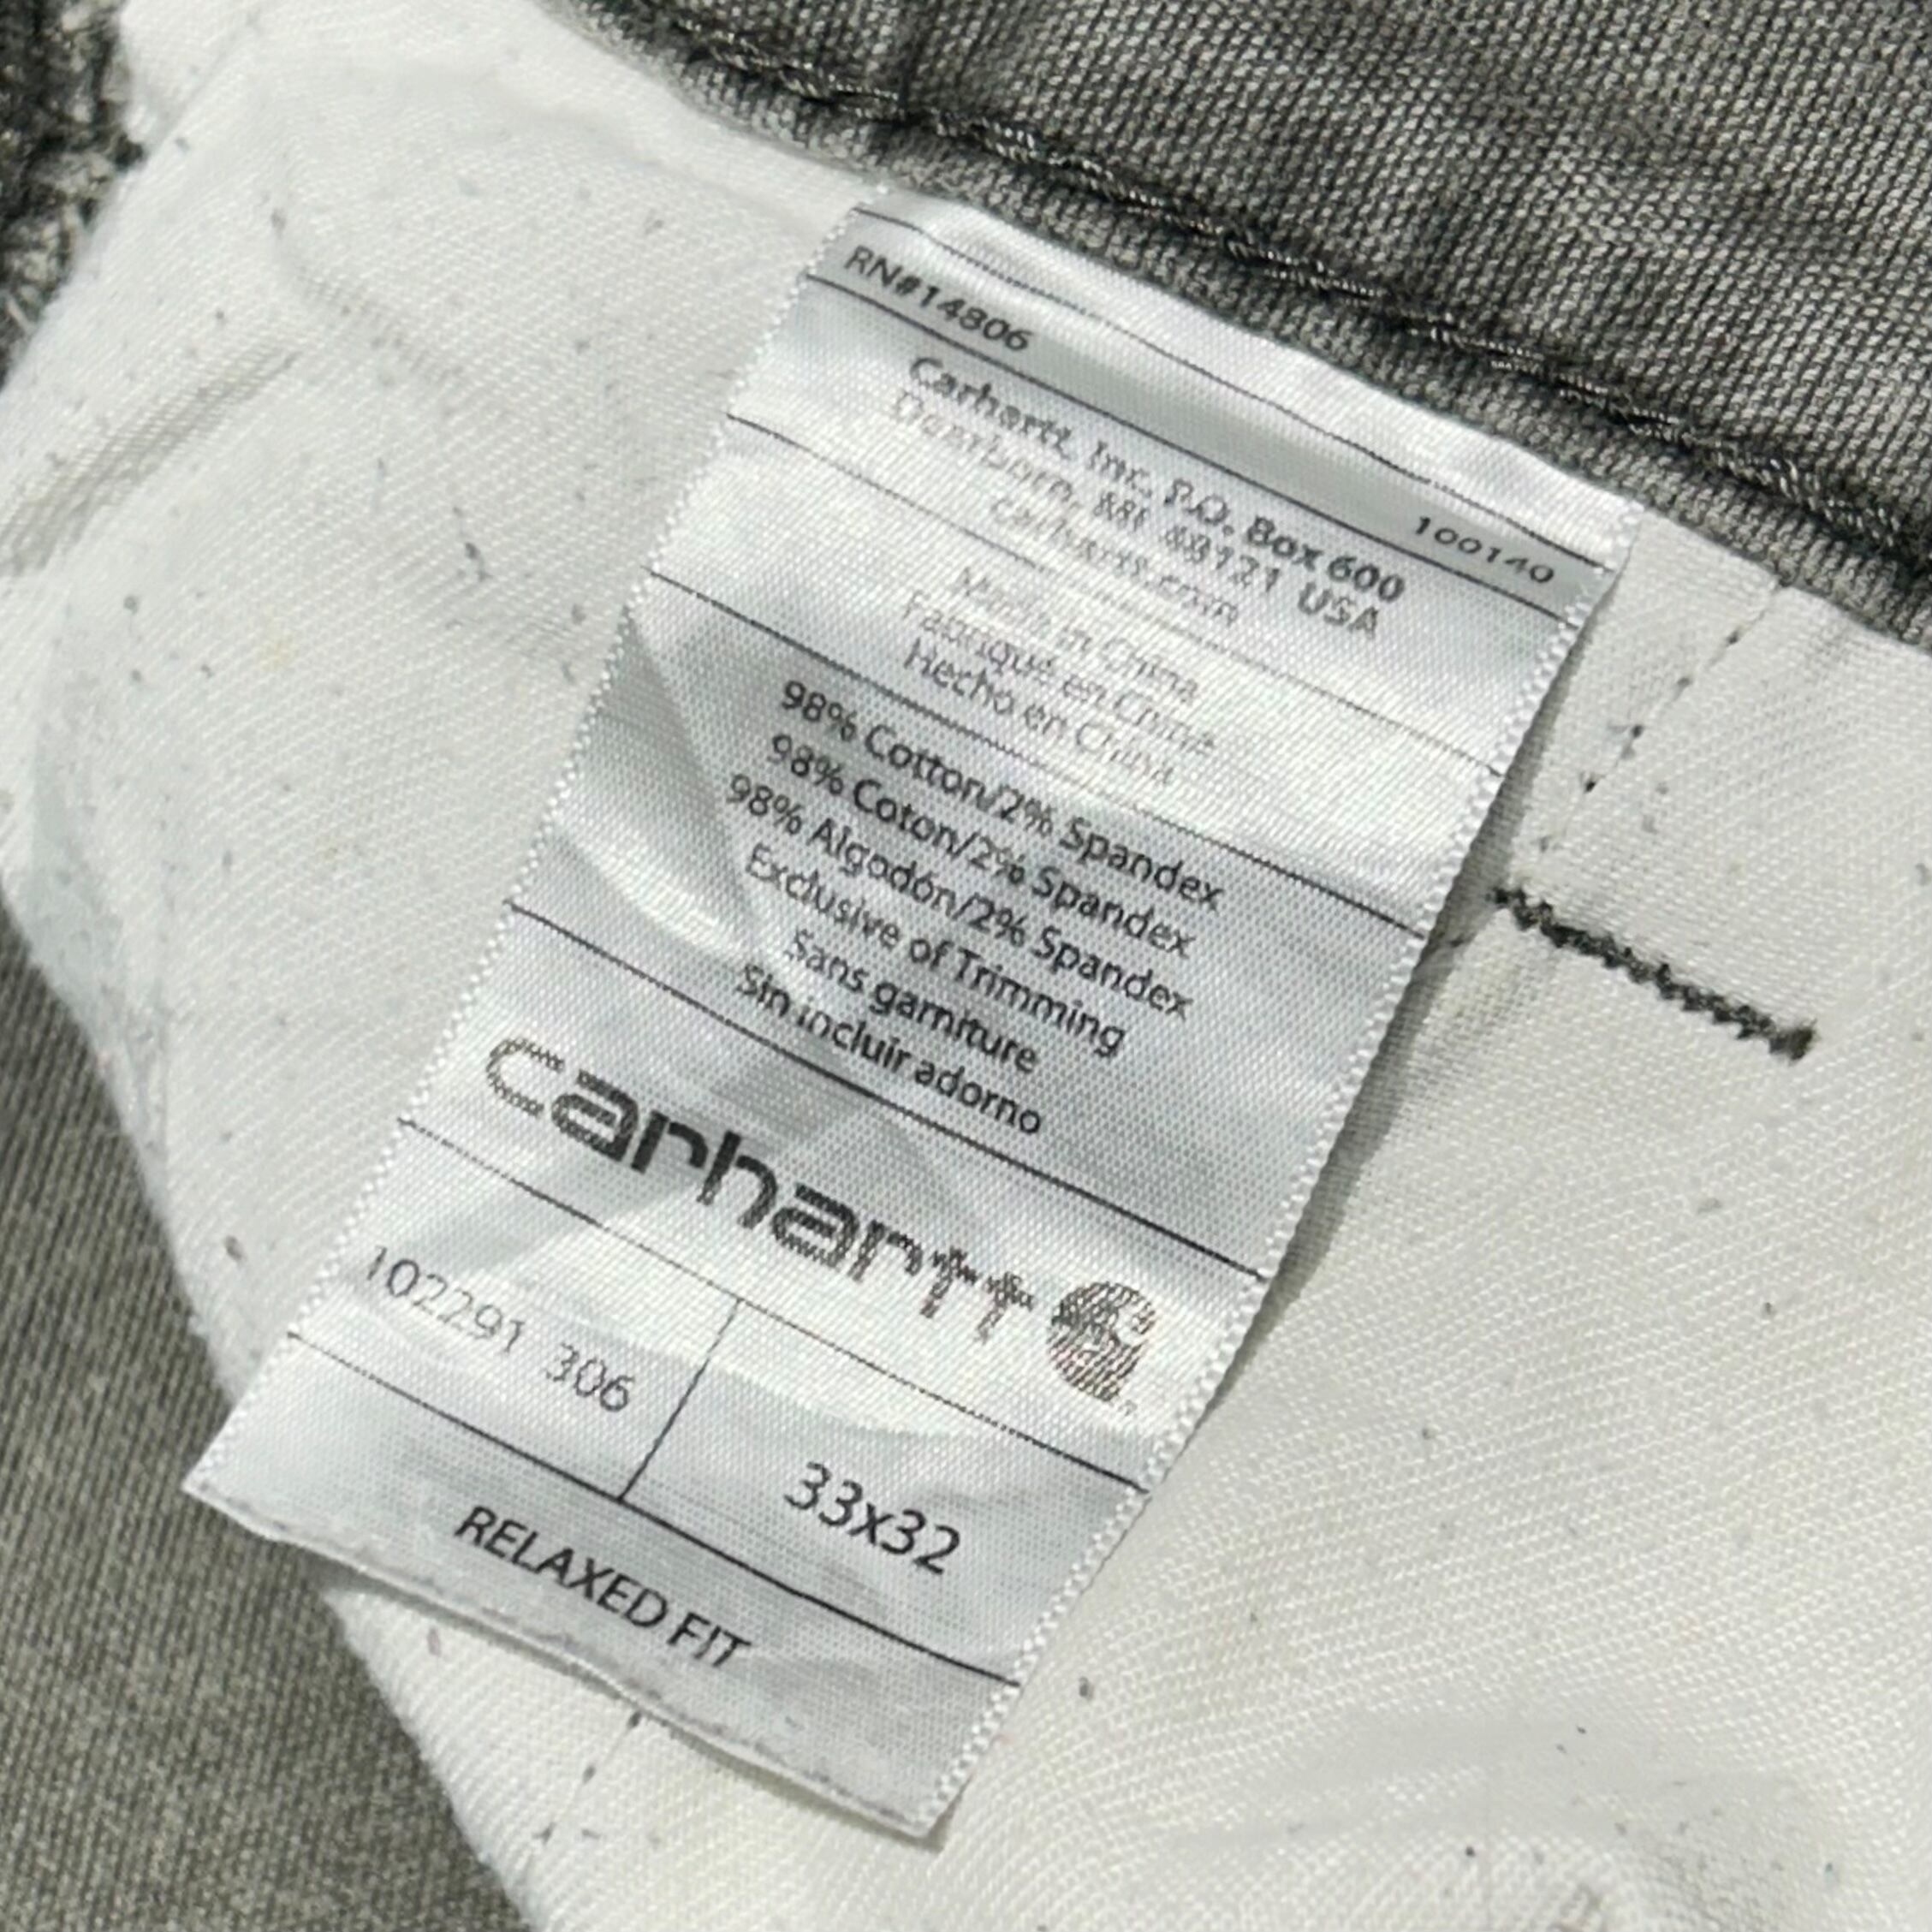 RN#14806 100140
Carhartt, Inc. P.O. Box 600
Dearborn, MI 48121 USA
carhartt.com
Made in China
Fabriqué en Chine
Hecho en China
98% Cotton/2% Spandex
98% Coton/2% Spandex
98% Algodón/2% Spandex
Exclusive of Trimming
Sans garniture
Sin incluir adorno
carhartt
102291 306
33x32
RELAXED FIT